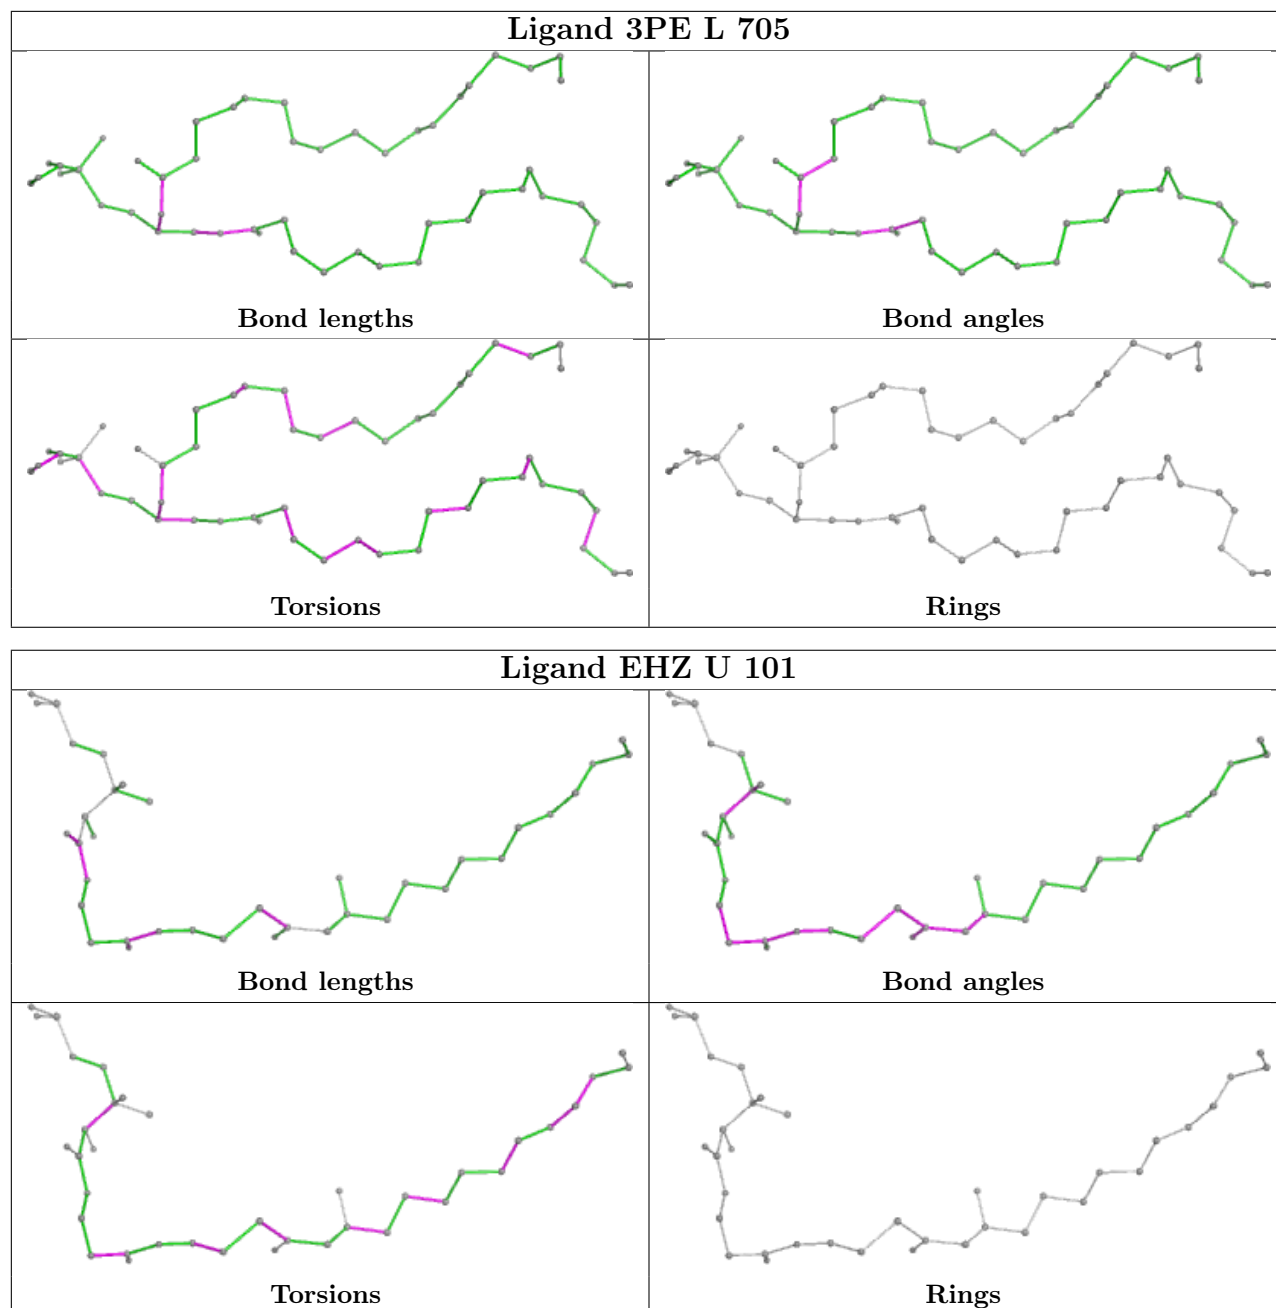 Ligand 3PE L 705
Bond lengths
Bond angles
Torsions
Rings
Ligand EHZ U 101
Bond lengths
Bond angles
Torsions
Rings